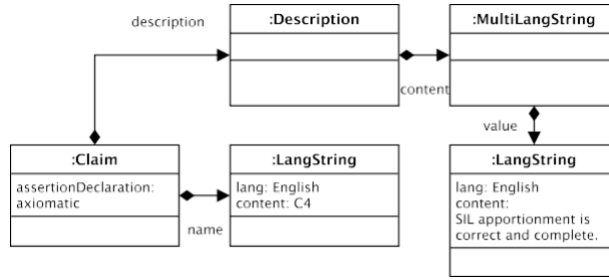 description
:Description
:MultiLangString
content
value
:Claim
assertionDeclaration:
axiomatic
name
:LangString
lang: English
content: C4
:LangString
lang: English
content:
SIL apportionment is
correct and complete.